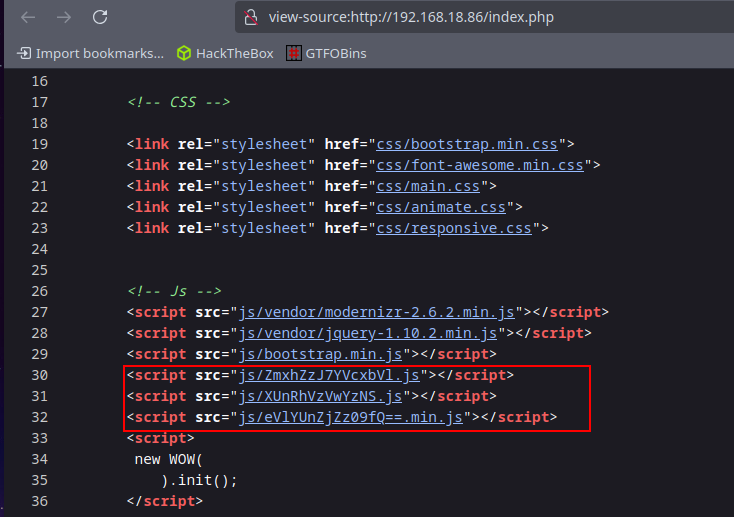 view-source:http://192.168.18.86/index.php
Import bookmarks... HackTheBox GTFOBins
16
17 <!-- CSS -->
18
19 <link rel="stylesheet" href="css/bootstrap.min.css">
20 <link rel="stylesheet" href="css/font-awesome.min.css">
21 <link rel="stylesheet" href="css/main.css">
22 <link rel="stylesheet" href="css/animate.css">
23 <link rel="stylesheet" href="css/responsive.css">
24
25
26 <!-- Js -->
27 <script src="js/vendor/modernizr-2.6.2.min.js"></script>
28 <script src="js/vendor/jquery-1.10.2.min.js"></script>
29 <script src="js/bootstrap.min.js"></script>
30 <script src="js/ZmxhZzJ7YVcxbVl.js"></script>
31 <script src="js/XUnRhVzVwYzNS.js"></script>
32 <script src="js/eVlYUnZjZz09fQ==.min.js"></script>
33 <script>
34 new WOW(
35 ).init();
36 </script>